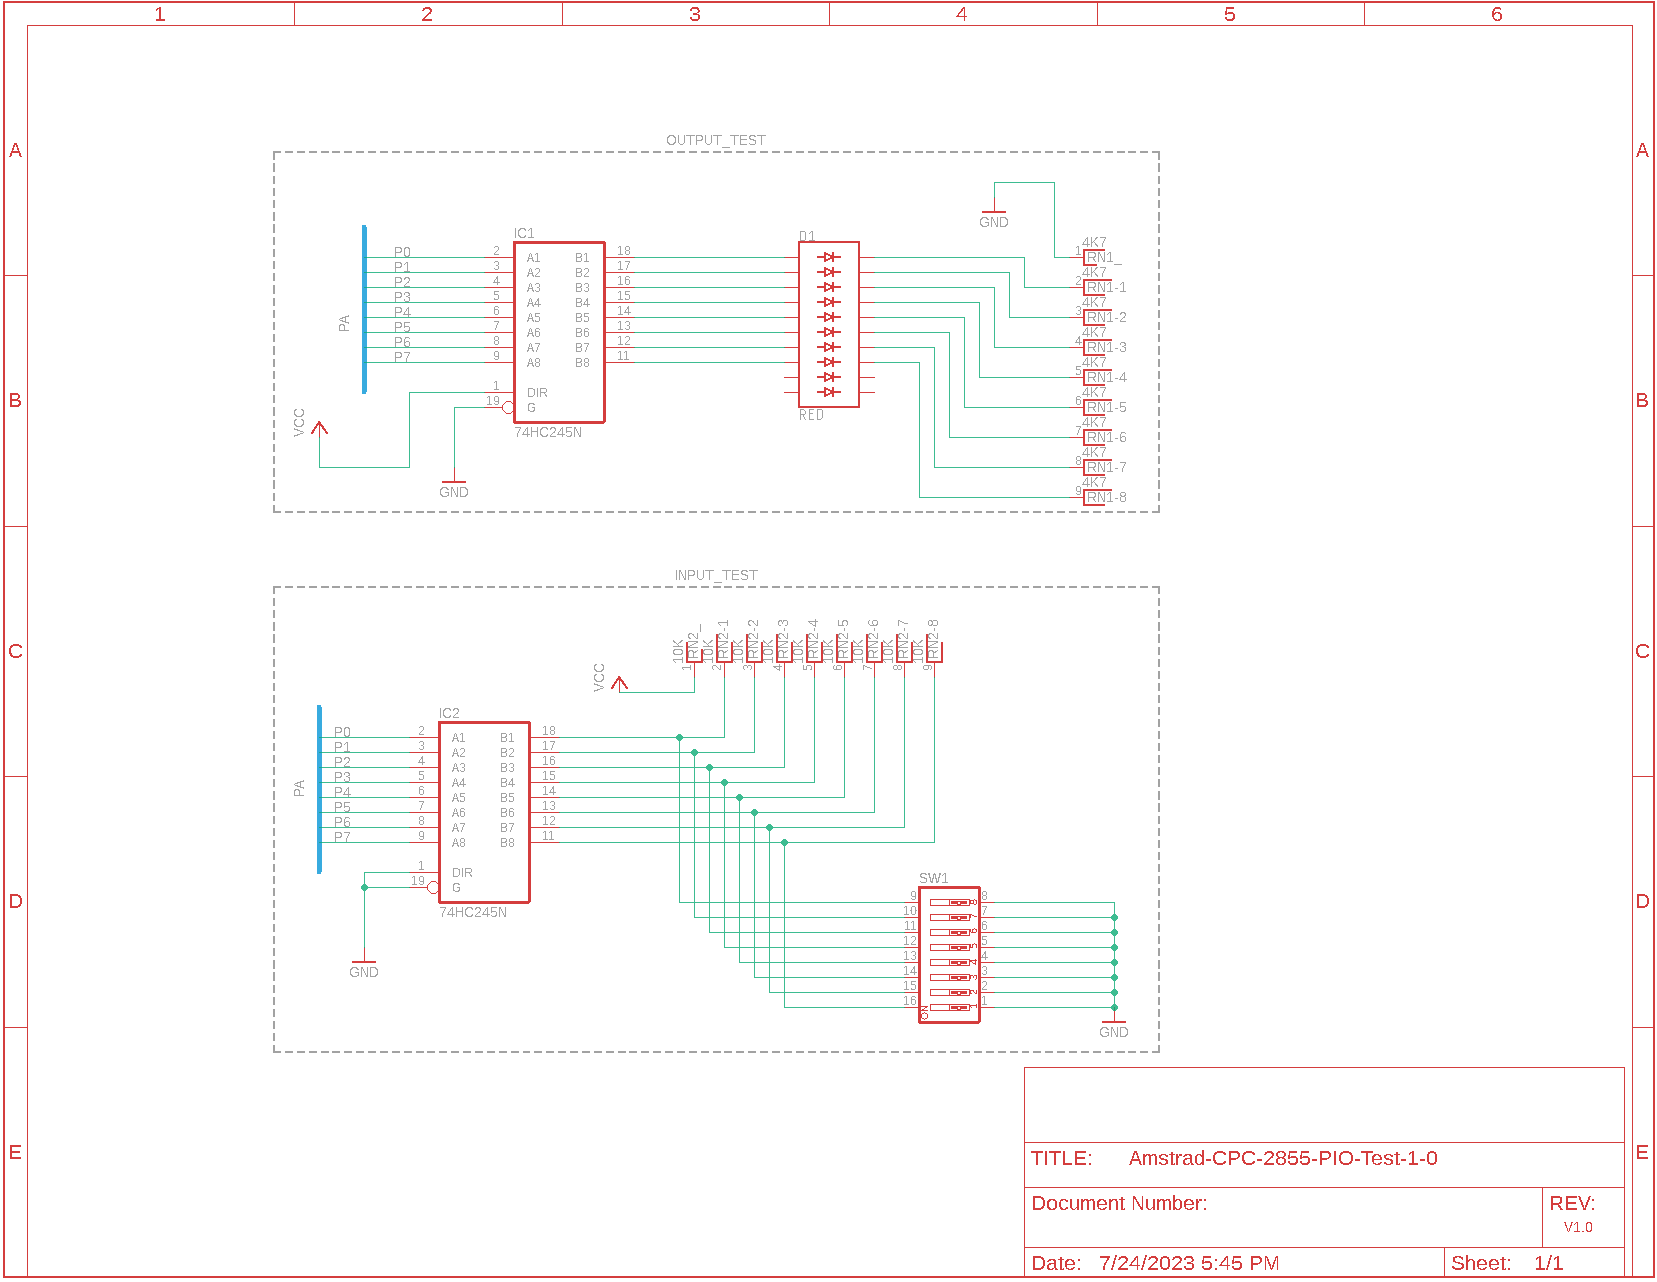 1 2 3 4 5 6
A A
B B
C C
D D
E E
OUTPUT_TEST
GND
PA
P0
P1
P2
P3
P4
P5
P6
P7
VCC
GND
IC1
2 A1 B1 18
3 A2 B2 17
4 A3 B3 16
5 A4 B4 15
6 A5 B5 14
7 A6 B6 13
8 A7 B7 12
9 A8 B8 11
1 DIR
19 G
74HC245N
D1
RED
4K7
1 RN1_
4K7
2 RN1-1
4K7
3 RN1-2
4K7
4 RN1-3
4K7
5 RN1-4
4K7
6 RN1-5
4K7
7 RN1-6
4K7
8 RN1-7
4K7
9 RN1-8
INPUT_TEST
VCC
10K 1 RN2_
10K 2 RN2-1
10K 3 RN2-2
10K 4 RN2-3
10K 5 RN2-4
10K 6 RN2-5
10K 7 RN2-6
10K 8 RN2-7
10K 9 RN2-8
PA
P0
P1
P2
P3
P4
P5
P6
P7
GND
IC2
2 A1 B1 18
3 A2 B2 17
4 A3 B3 16
5 A4 B4 15
6 A5 B5 14
7 A6 B6 13
8 A7 B7 12
9 A8 B8 11
1 DIR
19 G
74HC245N
SW1
9 8 8
10 7 7
11 6 6
12 5 5
13 4 4
14 3 3
15 2 2
16 1 1
ON
GND
TITLE: Amstrad-CPC-2855-PIO-Test-1-0
Document Number:
REV:
V1.0
Date: 7/24/2023 5:45 PM
Sheet: 1/1